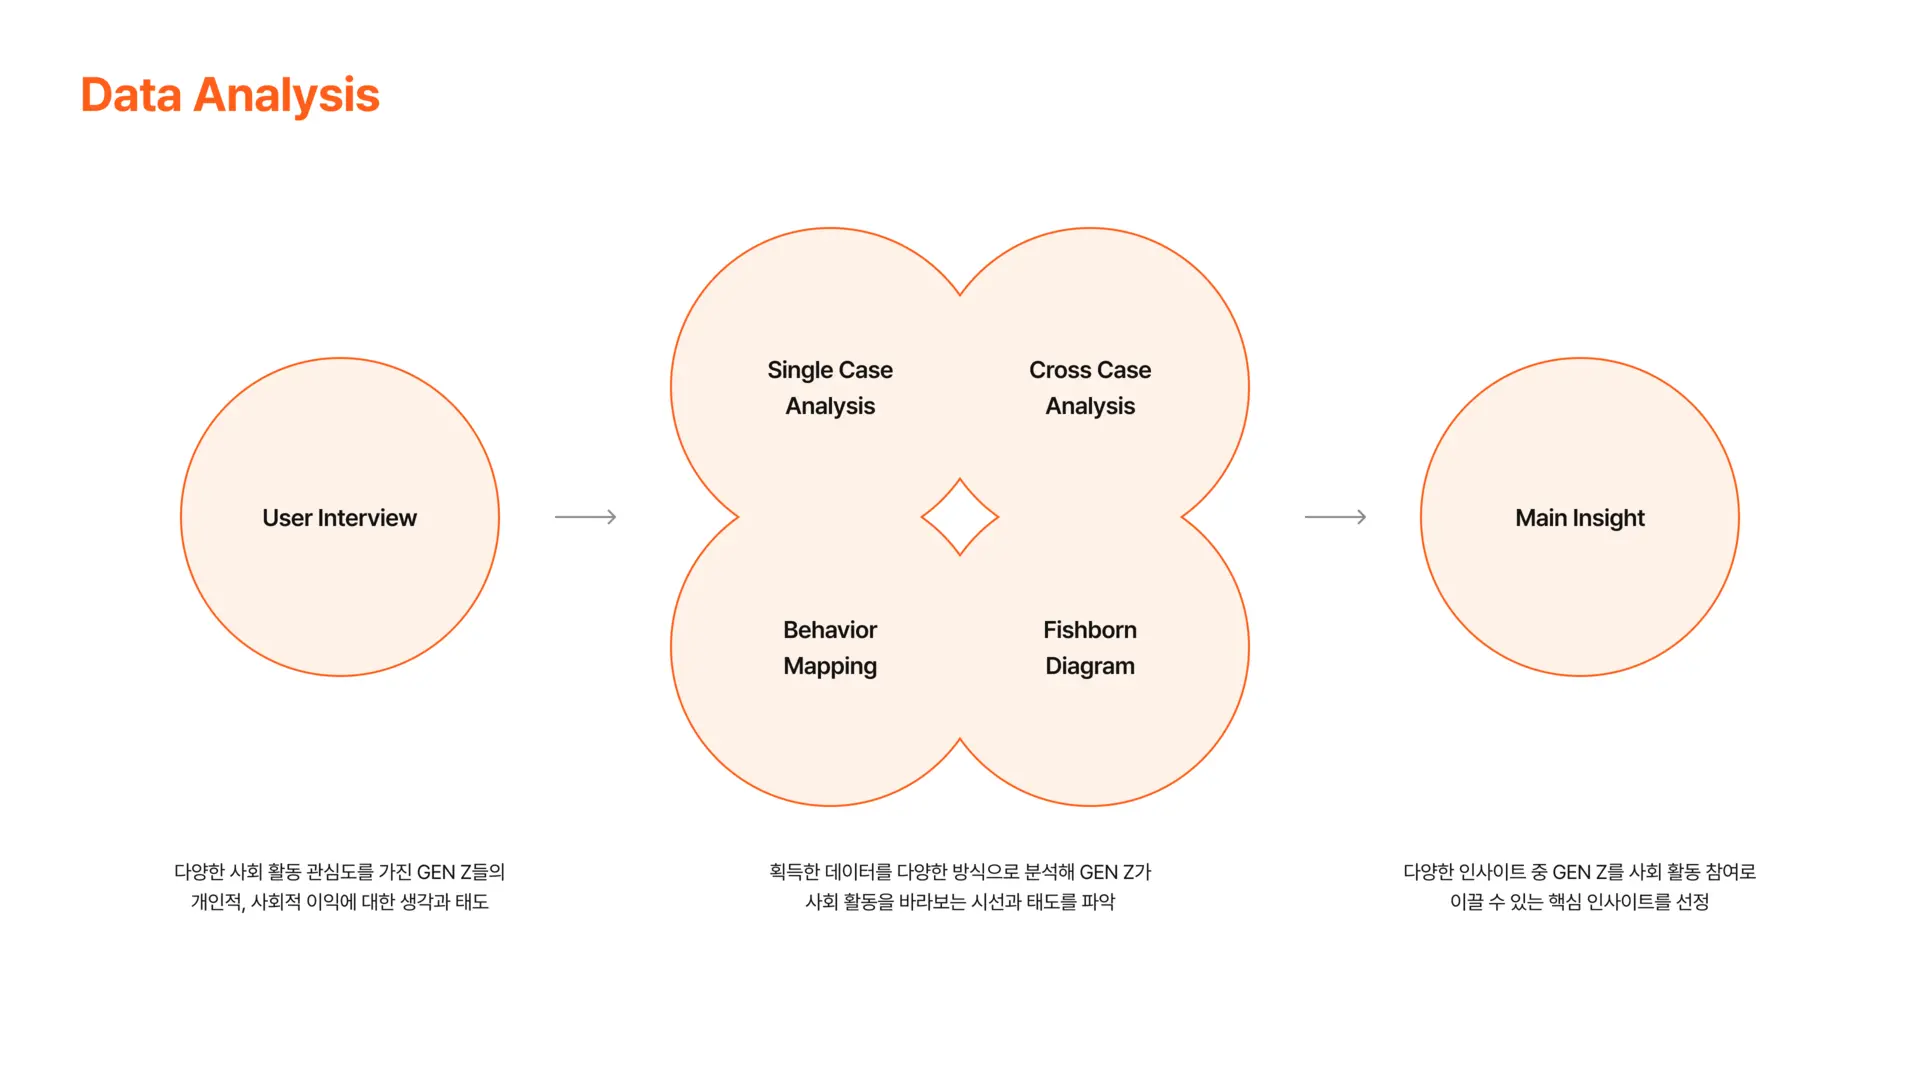 Data Analysis
User Interview
Single Case
Analysis
Cross Case
Analysis
Behavior
Mapping
Fishborn
Diagram
Main Insight
다양한 사회 활동 관심도를 가진 GEN Z들의
개인적, 사회적 이익에 대한 생각과 태도
획득한 데이터를 다양한 방식으로 분석해 GEN Z가
사회 활동을 바라보는 시선과 태도를 파악
다양한 인사이트 중 GEN Z를 사회 활동 참여로
이끌 수 있는 핵심 인사이트를 선정